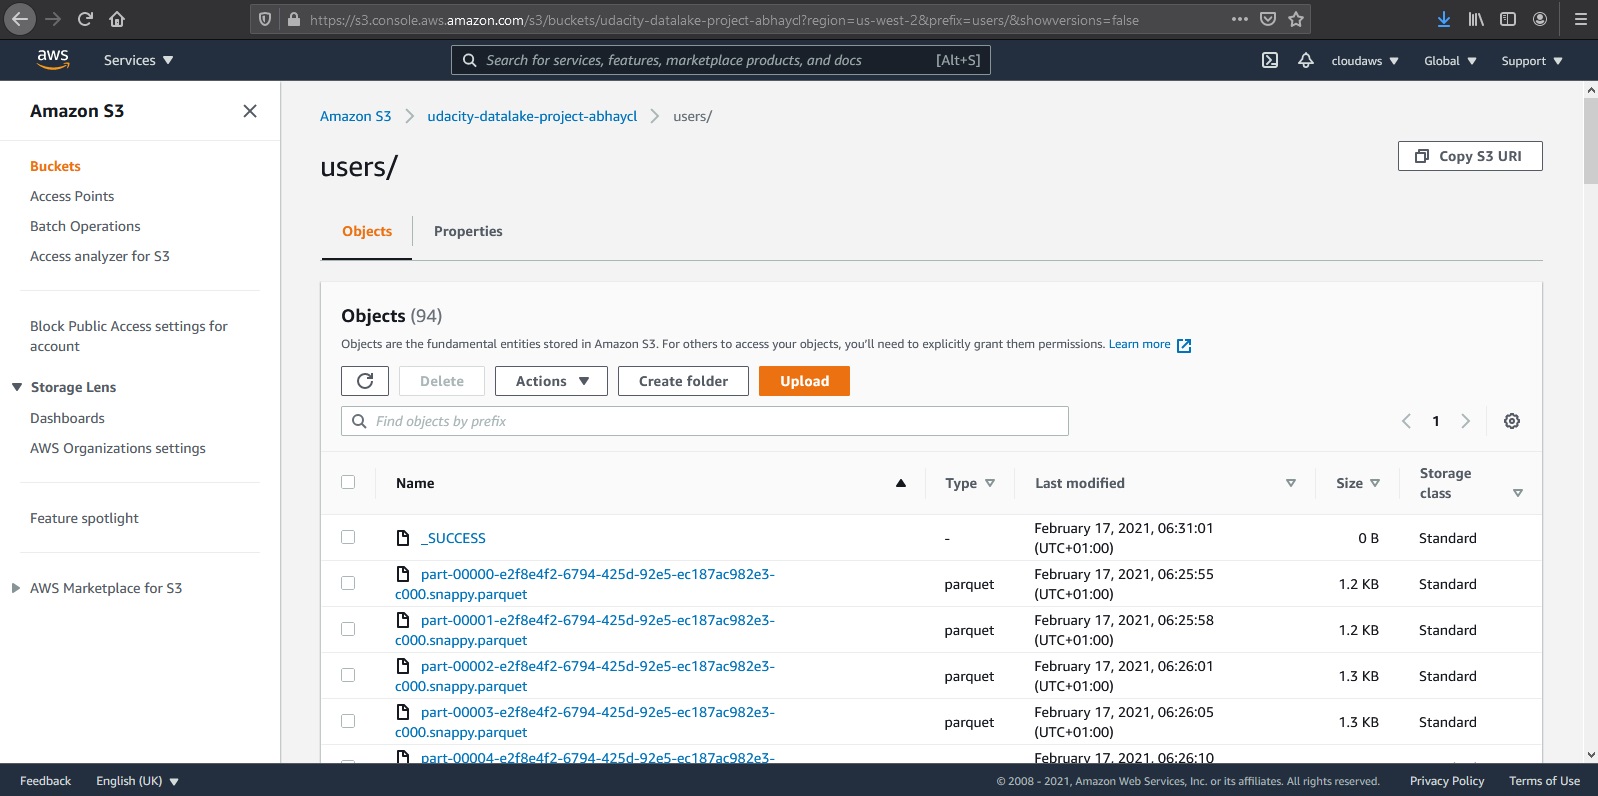 https://s3.console.aws.amazon.com/s3/buckets/udacity-datalake-project-abhaycl?region=us-west-2&prefix=users/&showversions=false
aws Services Search for services, features, marketplace products, and docs [Alt+S] cloudaws Global Support
Amazon S3
Buckets
Access Points
Batch Operations
Access analyzer for S3
Block Public Access settings for
account
Storage Lens
Dashboards
AWS Organizations settings
Feature spotlight
AWS Marketplace for S3
Amazon S3 udacity-datalake-project-abhaycl users/
users/
Copy S3 URI
Objects Properties
Objects (94)
Objects are the fundamental entities stored in Amazon S3. For others to access your objects, you'll need to explicitly grant them permissions. Learn more
Delete Actions Create folder Upload
Find objects by prefix
1
Name Type Last modified Size Storage
class
_SUCCESS - February 17, 2021, 06:31:01
(UTC+01:00) 0 B Standard
part-00000-e2f8e4f2-6794-425d-92e5-ec187ac982e3-
c000.snappy.parquet parquet February 17, 2021, 06:25:55
(UTC+01:00) 1.2 KB Standard
part-00001-e2f8e4f2-6794-425d-92e5-ec187ac982e3-
c000.snappy.parquet parquet February 17, 2021, 06:25:58
(UTC+01:00) 1.2 KB Standard
part-00002-e2f8e4f2-6794-425d-92e5-ec187ac982e3-
c000.snappy.parquet parquet February 17, 2021, 06:26:01
(UTC+01:00) 1.3 KB Standard
part-00003-e2f8e4f2-6794-425d-92e5-ec187ac982e3-
c000.snappy.parquet parquet February 17, 2021, 06:26:05
(UTC+01:00) 1.3 KB Standard
part-00004-e2f8e4f2-6794-425d-92e5-ec187ac982e3- February 17, 2021, 06:26:10
Feedback English (UK) © 2008 - 2021, Amazon Web Services, Inc. or its affiliates. All rights reserved. Privacy Policy Terms of Use